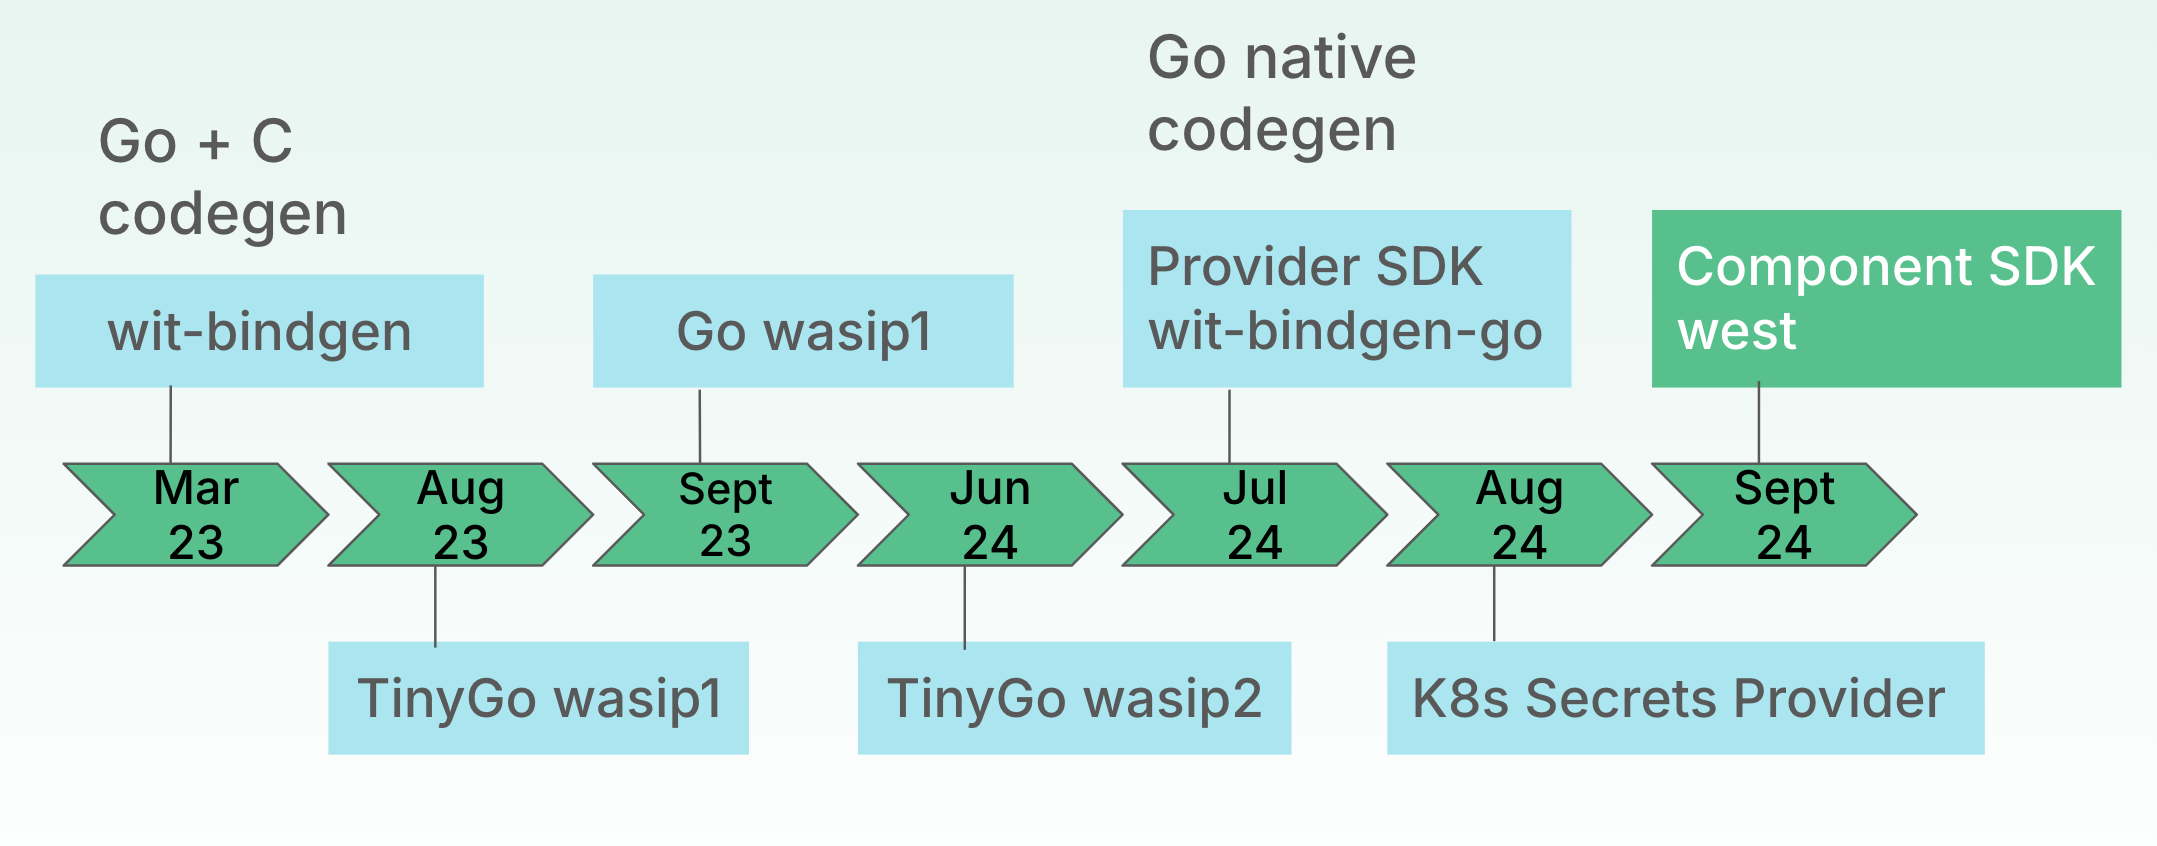 Go native
codegen
Go + C
codegen
wit-bindgen
Go wasip1
Provider SDK
wit-bindgen-go
Component SDK
west
Mar
23
Aug
23
Sept
23
Jun
24
Jul
24
Aug
24
Sept
24
TinyGo wasip1
TinyGo wasip2
K8s Secrets Provider